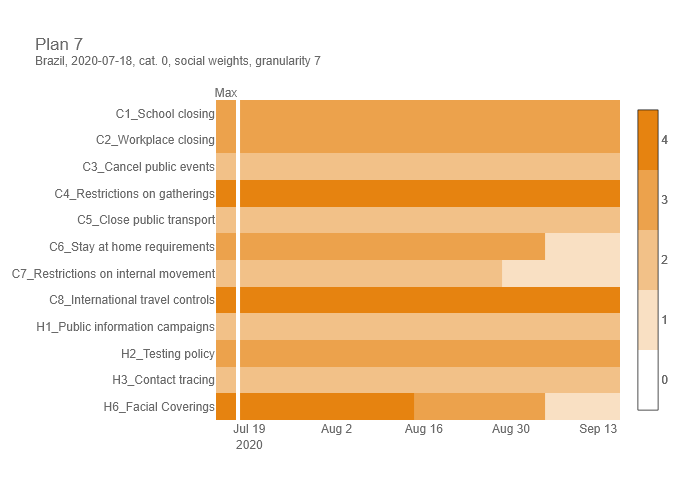 Plan 7
Brazil, 2020-07-18, cat. 0, social weights, granularity 7
Max
C1_School closing
C2_Workplace closing
C3_Cancel public events
C4_Restrictions on gatherings
C5_Close public transport
C6_Stay at home requirements
C7_Restrictions on internal movement
C8_International travel controls
H1_Public information campaigns
H2_Testing policy
H3_Contact tracing
H6_Facial Coverings
Jul 19 Aug 2 Aug 16 Aug 30 Sep 13
2020
4
3
2
1
0